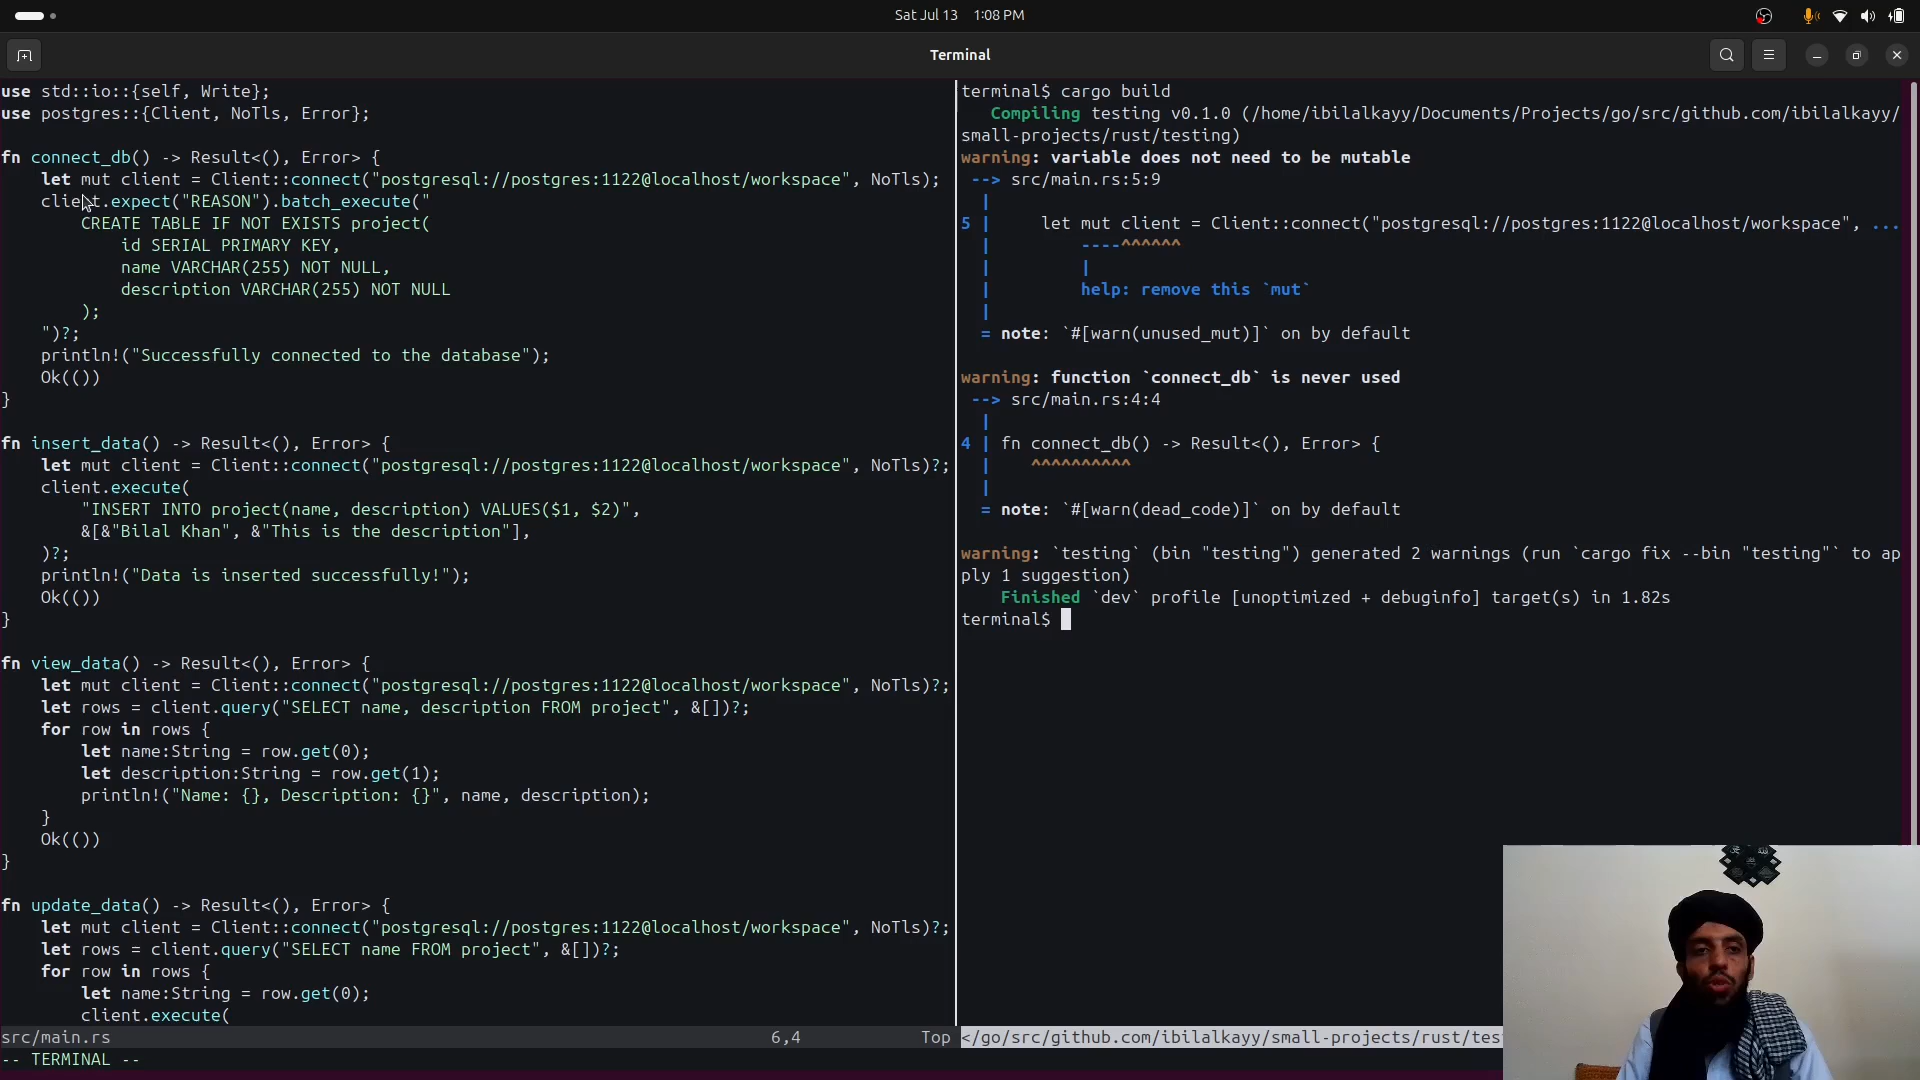 Sat Jul 13 1:08 PM
Terminal
use std::io::{self, Write};
use postgres::{Client, NoTls, Error};
fn connect_db() -> Result<(), Error> {
    let mut client = Client::connect("postgresql://postgres:1122@localhost/workspace", NoTls);
    client.expect("REASON").batch_execute("
        CREATE TABLE IF NOT EXISTS project(
            id SERIAL PRIMARY KEY,
            name VARCHAR(255) NOT NULL,
            description VARCHAR(255) NOT NULL
        );
    ")?;
    println!("Successfully connected to the database");
    Ok(())
}
fn insert_data() -> Result<(), Error> {
    let mut client = Client::connect("postgresql://postgres:1122@localhost/workspace", NoTls)?;
    client.execute(
        "INSERT INTO project(name, description) VALUES($1, $2)",
        &[&"Bilal Khan", &"This is the description"],
    )?;
    println!("Data is inserted successfully!");
    Ok(())
}
fn view_data() -> Result<(), Error> {
    let mut client = Client::connect("postgresql://postgres:1122@localhost/workspace", NoTls)?;
    let rows = client.query("SELECT name, description FROM project", &[])?;
    for row in rows {
        let name:String = row.get(0);
        let description:String = row.get(1);
        println!("Name: {}, Description: {}", name, description);
    }
    Ok(())
}
fn update_data() -> Result<(), Error> {
    let mut client = Client::connect("postgresql://postgres:1122@localhost/workspace", NoTls)?;
    let rows = client.query("SELECT name FROM project", &[])?;
    for row in rows {
        let name:String = row.get(0);
        client.execute(
src/main.rs 6,4 Top
-- TERMINAL --
terminal$ cargo build
   Compiling testing v0.1.0 (/home/ibilalkayy/Documents/Projects/go/src/github.com/ibilalkayy/
small-projects/rust/testing)
warning: variable does not need to be mutable
 --> src/main.rs:5:9
  |
5 |     let mut client = Client::connect("postgresql://postgres:1122@localhost/workspace", ...
  |         ----^^^^^^
  |         |
  |         help: remove this `mut`
  |
  = note: `#[warn(unused_mut)]` on by default
warning: function `connect_db` is never used
 --> src/main.rs:4:4
  |
4 | fn connect_db() -> Result<(), Error> {
  |    ^^^^^^^^^^
  |
  = note: `#[warn(dead_code)]` on by default
warning: `testing` (bin "testing") generated 2 warnings (run `cargo fix --bin "testing"` to ap
ply 1 suggestion)
    Finished `dev` profile [unoptimized + debuginfo] target(s) in 1.82s
terminal$
</go/src/github.com/ibilalkayy/small-projects/rust/tes